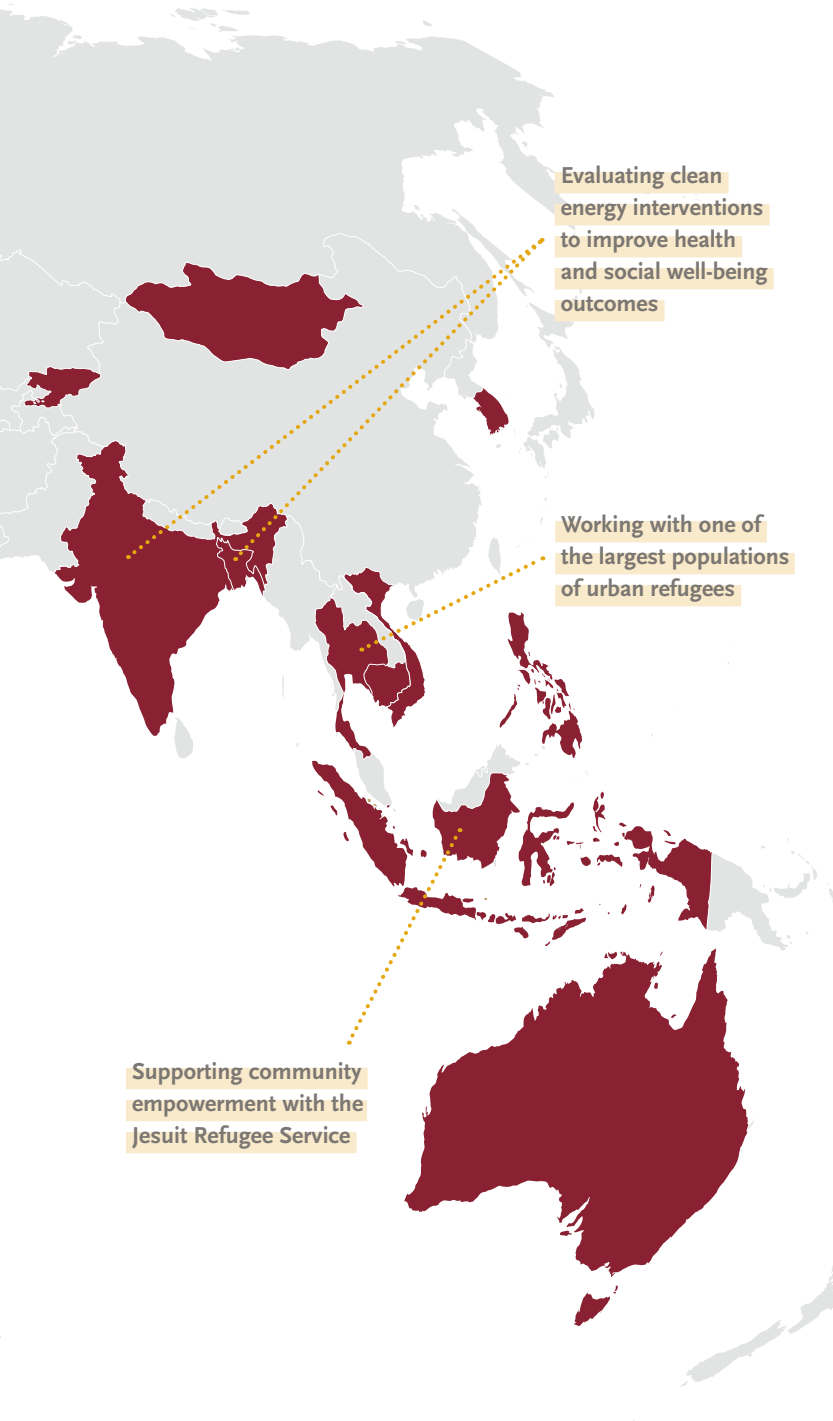 Evaluating clean
energy interventions
to improve health
and social well-being
outcomes
Working with one of
the largest populations
of urban refugees
Supporting community
empowerment with the
Jesuit Refugee Service